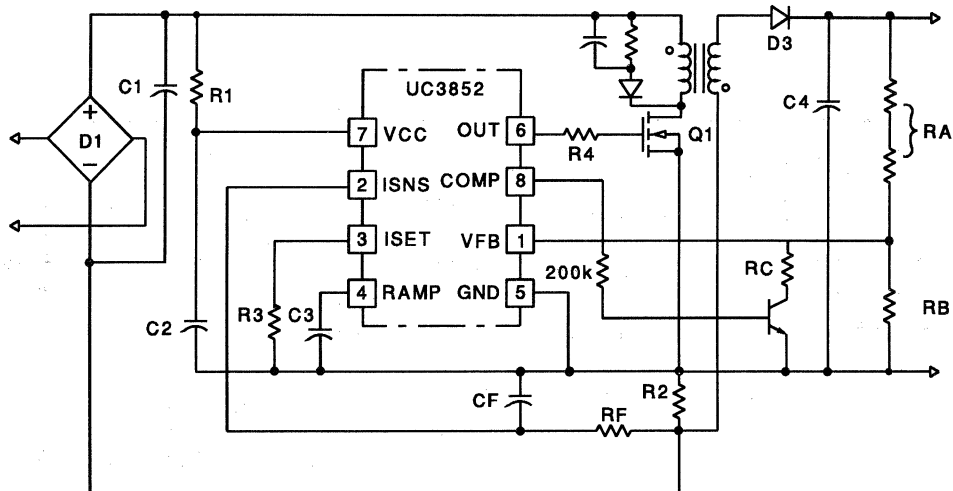 D3
C1
R1
UC3852
C4
+
D1
−
7 VCC
OUT 6
R4
Q1
RA
2 ISNS
COMP 8
3 ISET
VFB 1
200k
RC
4 RAMP
GND 5
R3
C3
C2
RB
CF
RF
R2